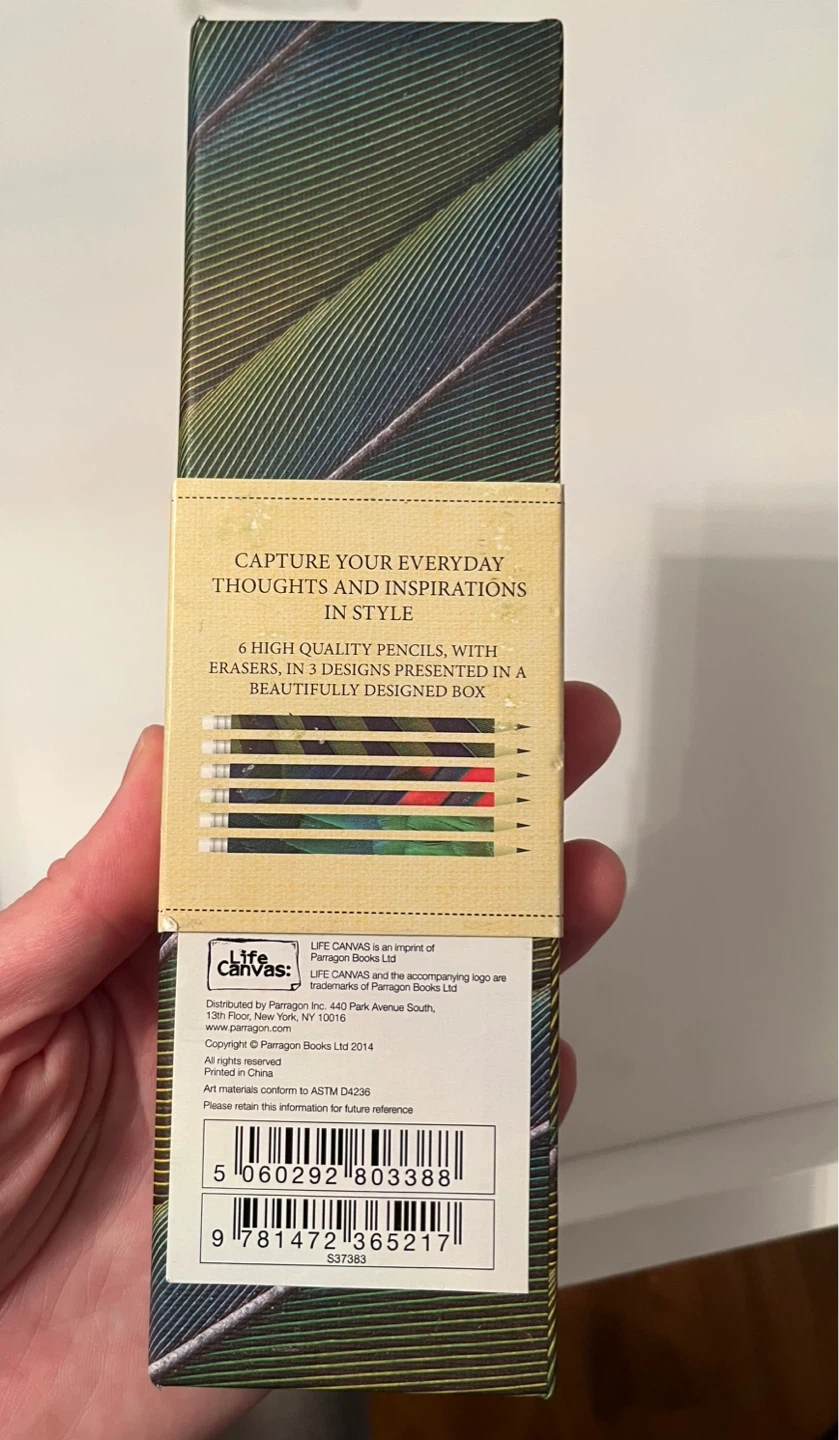 CAPTURE YOUR EVERYDAY
THOUGHTS AND INSPIRATIONS
IN STYLE
6 HIGH QUALITY PENCILS, WITH
ERASERS, IN 3 DESIGNS PRESENTED IN A
BEAUTIFULLY DESIGNED BOX
Life
Canvas:
LIFE CANVAS is an imprint of
Parragon Books Ltd
LIFE CANVAS and the accompanying logo are
trademarks of Parragon Books Ltd
Distributed by Parragon Inc. 440 Park Avenue South,
13th Floor, New York, NY 10016
www.parragon.com
Copyright © Parragon Books Ltd 2014
All rights reserved
Printed in China
Art materials conform to ASTM D4236
Please retain this information for future reference
5 060292 803388
9 781472 365217
S37383